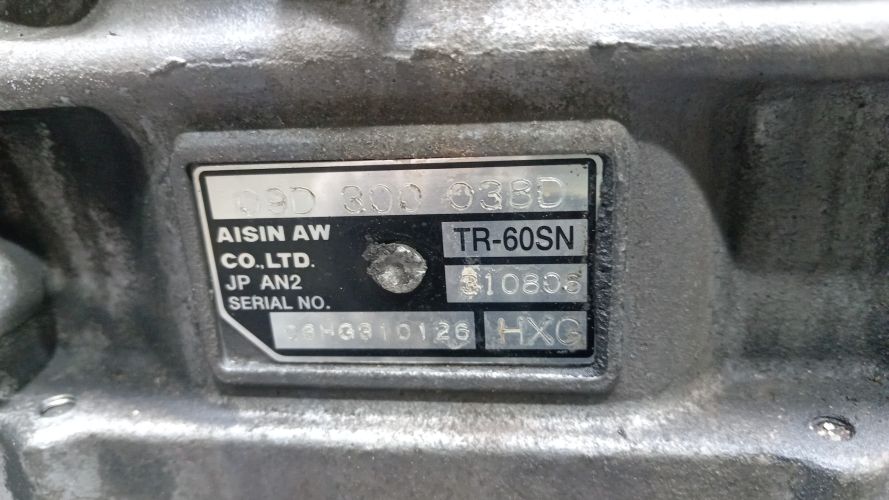 09D 300 038D
AISIN AW
CO.,LTD.
JP AN2
SERIAL NO.
TR-60SN
310806
HXG